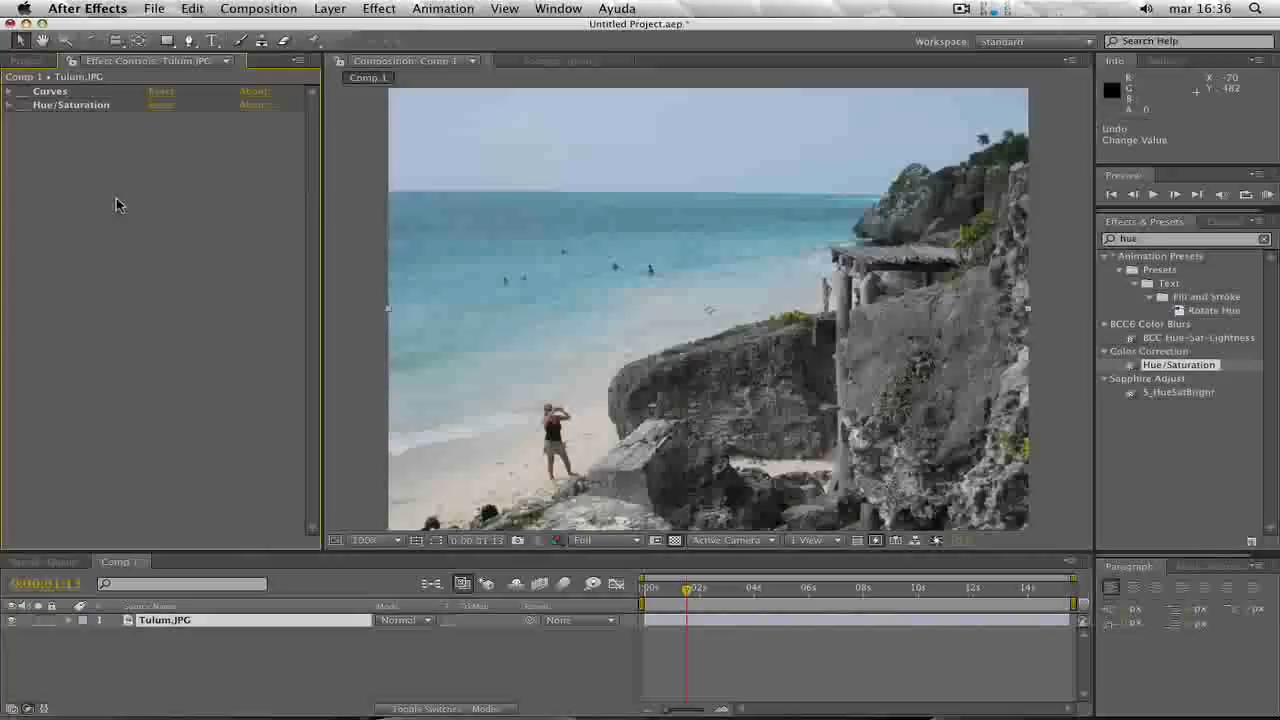 After Effects File Edit Composition Layer Effect Animation View Window Ayuda mar 16:36
Untitled Project.aep *
Workspace: Standard Search Help
Project Effect Controls: Tulum.JPG Composition: Comp 1 Info
Comp 1 • Tulum.JPG
Comp 1
Curves Reset About...
Hue/Saturation Reset About...
R: X : -70
G: Y : 482
B:
A: 0
Undo
Change Value
Preview
Effects & Presets
hue
* Animation Presets
Presets
Text
Fill and Stroke
Rotate Hue
BCC6 Color Blurs
BCC Hue-Sat-Lightness
Color Correction
Hue/Saturation
Sapphire Adjust
S_HueSatBright
100% 0:00:01:13 Full Active Camera 1 View
Comp 1
Paragraph
0:00:01:13
:00s 02s 04s 06s 08s 10s 12s 14s
# Source Name Mode T TrkMat Parent
1 Tulum.JPG Normal None
px px px
px px
Toggle Switches / Modes